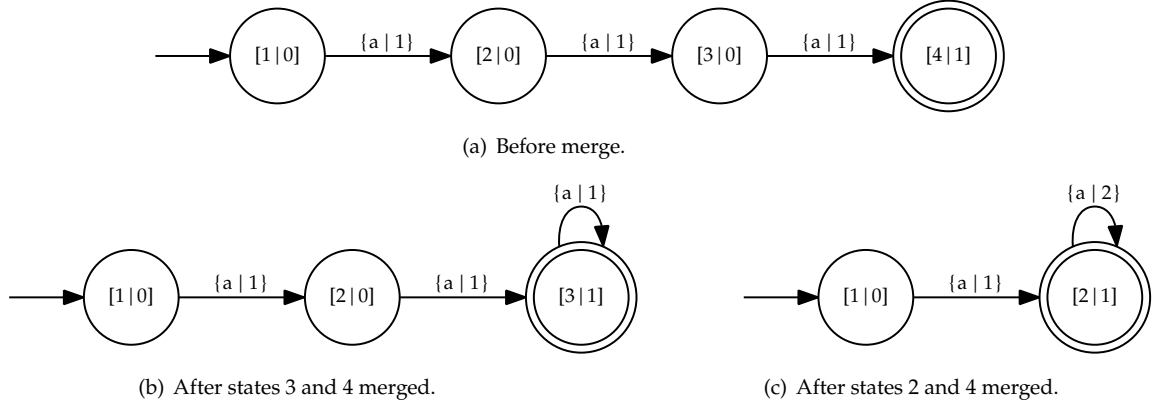 {a | 1} {a | 1} {a | 1}
[1 | 0] [2 | 0] [3 | 0] [4 | 1]
(a) Before merge.
{a | 1} {a | 2}
{a | 1} {a | 1} {a | 1}
[1 | 0] [2 | 0] [3 | 1] [1 | 0] [2 | 1]
(b) After states 3 and 4 merged. (c) After states 2 and 4 merged.